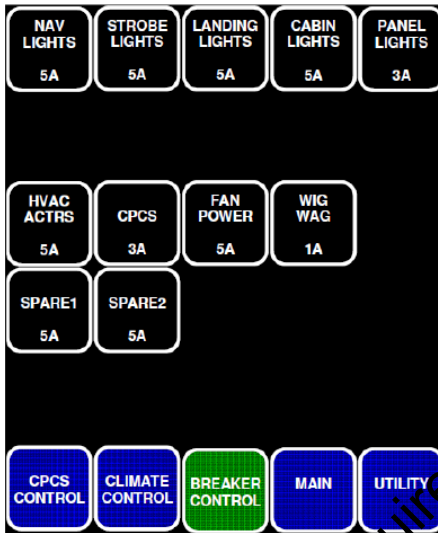 NAV LIGHTS 5A
STROBE LIGHTS 5A
LANDING LIGHTS 5A
CABIN LIGHTS 5A
PANEL LIGHTS 3A
HVAC ACTRS 5A
CPCS 3A
FAN POWER 5A
WIG WAG 1A
SPARE1 5A
SPARE2 5A
CPCS CONTROL
CLIMATE CONTROL
BREAKER CONTROL
MAIN
UTILITY